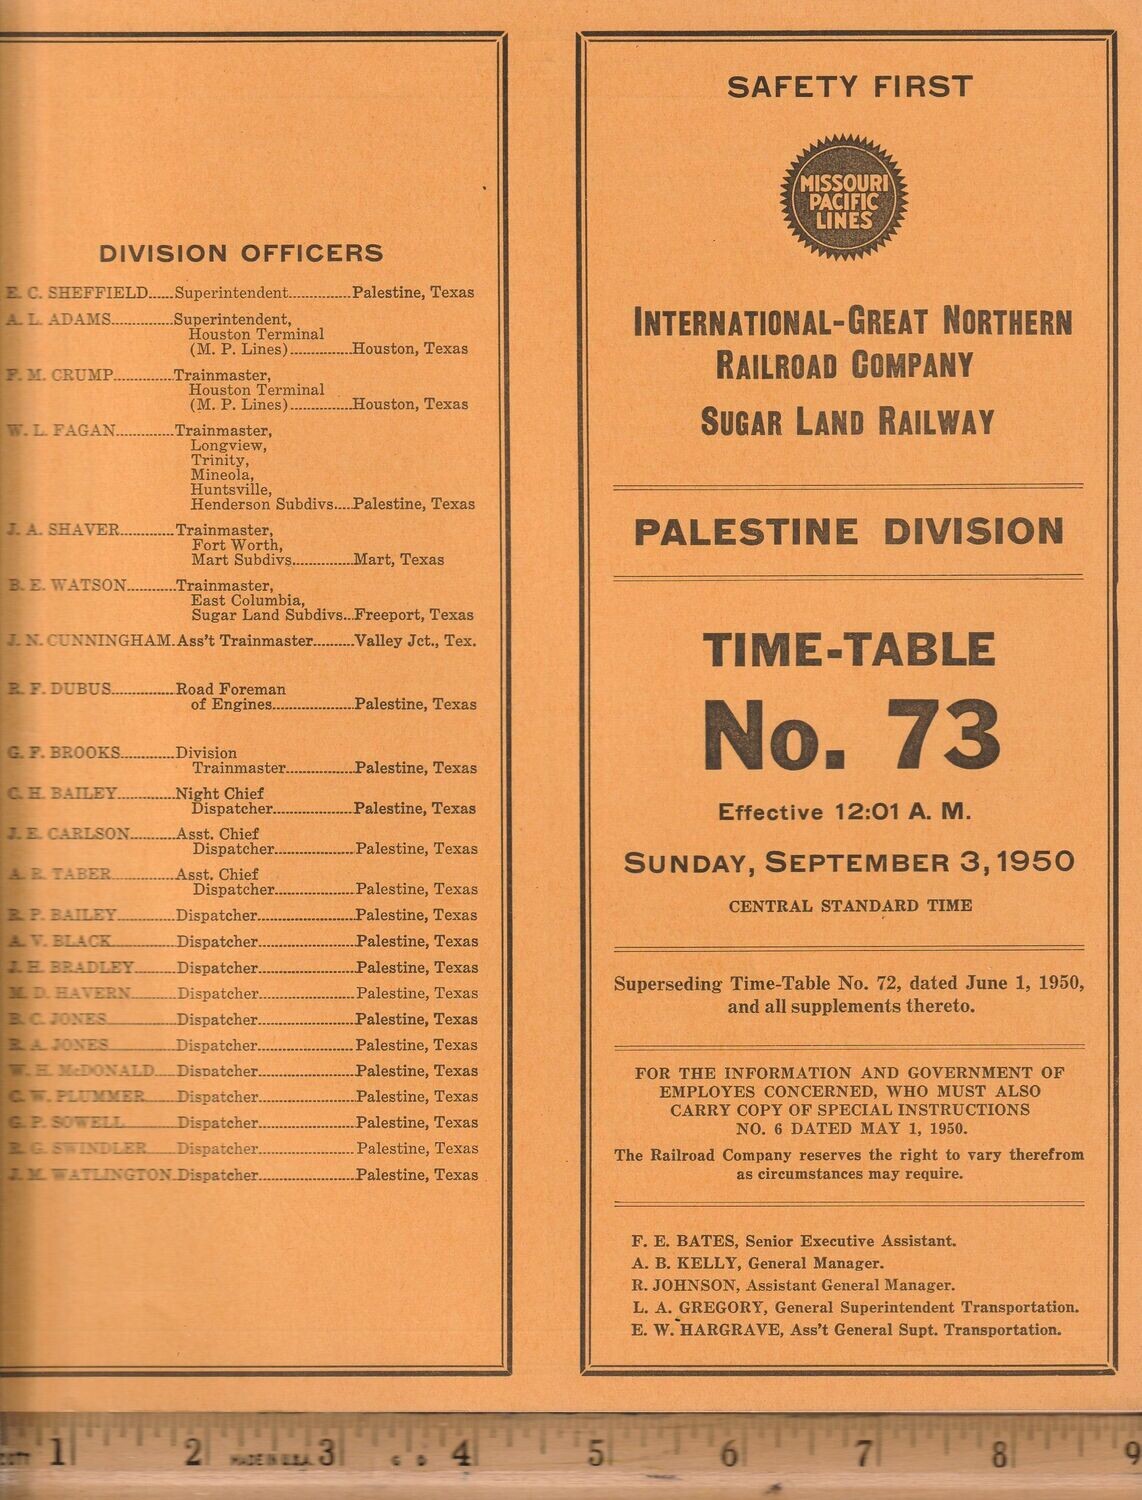 DIVISION OFFICERS
E. C. SHEFFIELD......Superintendent..............Palestine, Texas
A. L. ADAMS..............Superintendent,
Houston Terminal
(M. P. Lines)..............Houston, Texas
F. M. CRUMP..............Trainmaster,
Houston Terminal
(M. P. Lines)..............Houston, Texas
W. L. FAGAN.............Trainmaster,
Longview,
Trinity,
Mineola,
Huntsville,
Henderson Subdivs....Palestine, Texas
J. A. SHAVER............Trainmaster,
Fort Worth,
Mart Subdivs..............Mart, Texas
B. E. WATSON...........Trainmaster,
East Columbia,
Sugar Land Subdivs...Freeport, Texas
J. N. CUNNINGHAM.Ass't Trainmaster.........Valley Jct., Tex.
R. F. DUBUS..............Road Foreman
of Engines..................Palestine, Texas
G. F. BROOKS............Division
Trainmaster...............Palestine, Texas
C. H. BAILEY.............Night Chief
Dispatcher..................Palestine, Texas
J. E. CARLSON..........Asst. Chief
Dispatcher..................Palestine, Texas
A. R. TABER..............Asst. Chief
Dispatcher..................Palestine, Texas
R. P. BAILEY.............Dispatcher......................Palestine, Texas
A. V. BLACK..............Dispatcher......................Palestine, Texas
J. H. BRADLEY.........Dispatcher......................Palestine, Texas
M. D. HAVERN..........Dispatcher......................Palestine, Texas
B. C. JONES...............Dispatcher......................Palestine, Texas
R. A. JONES...............Dispatcher......................Palestine, Texas
W. H. McDONALD.....Dispatcher......................Palestine, Texas
C. W. PLUMMER.......Dispatcher......................Palestine, Texas
G. P. SOWELL............Dispatcher......................Palestine, Texas
R. G. SWINDLER.......Dispatcher......................Palestine, Texas
J. M. WATLINGTON..Dispatcher......................Palestine, Texas
SAFETY FIRST
MISSOURI
PACIFIC
LINES
INTERNATIONAL-GREAT NORTHERN
RAILROAD COMPANY
SUGAR LAND RAILWAY
PALESTINE DIVISION
TIME-TABLE
No. 73
Effective 12:01 A. M.
SUNDAY, SEPTEMBER 3, 1950
CENTRAL STANDARD TIME
Superseding Time-Table No. 72, dated June 1, 1950,
and all supplements thereto.
FOR THE INFORMATION AND GOVERNMENT OF
EMPLOYES CONCERNED, WHO MUST ALSO
CARRY COPY OF SPECIAL INSTRUCTIONS
NO. 6 DATED MAY 1, 1950.
The Railroad Company reserves the right to vary therefrom
as circumstances may require.
F. E. BATES, Senior Executive Assistant.
A. B. KELLY, General Manager.
R. JOHNSON, Assistant General Manager.
L. A. GREGORY, General Superintendent Transportation.
E. W. HARGRAVE, Ass't General Supt. Transportation.
1 2 MADE IN U.S.A. 3 4 5 6 7 8 9